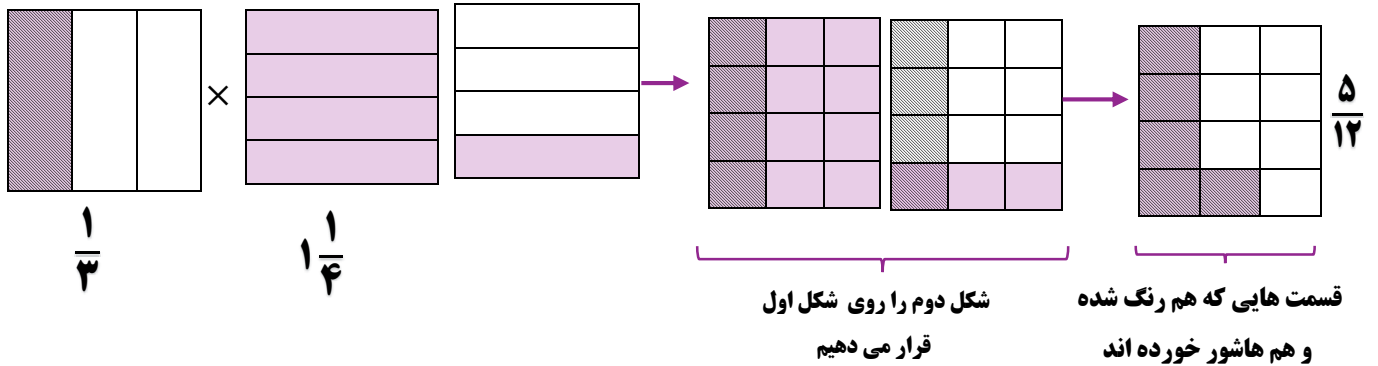 ۱/۳
×
۱ ۱/۴
۵/۱۲
شکل دوم را روی شکل اول
قرار می دهیم
قسمت هایی که هم رنگ شده
و هم هاشور خورده اند